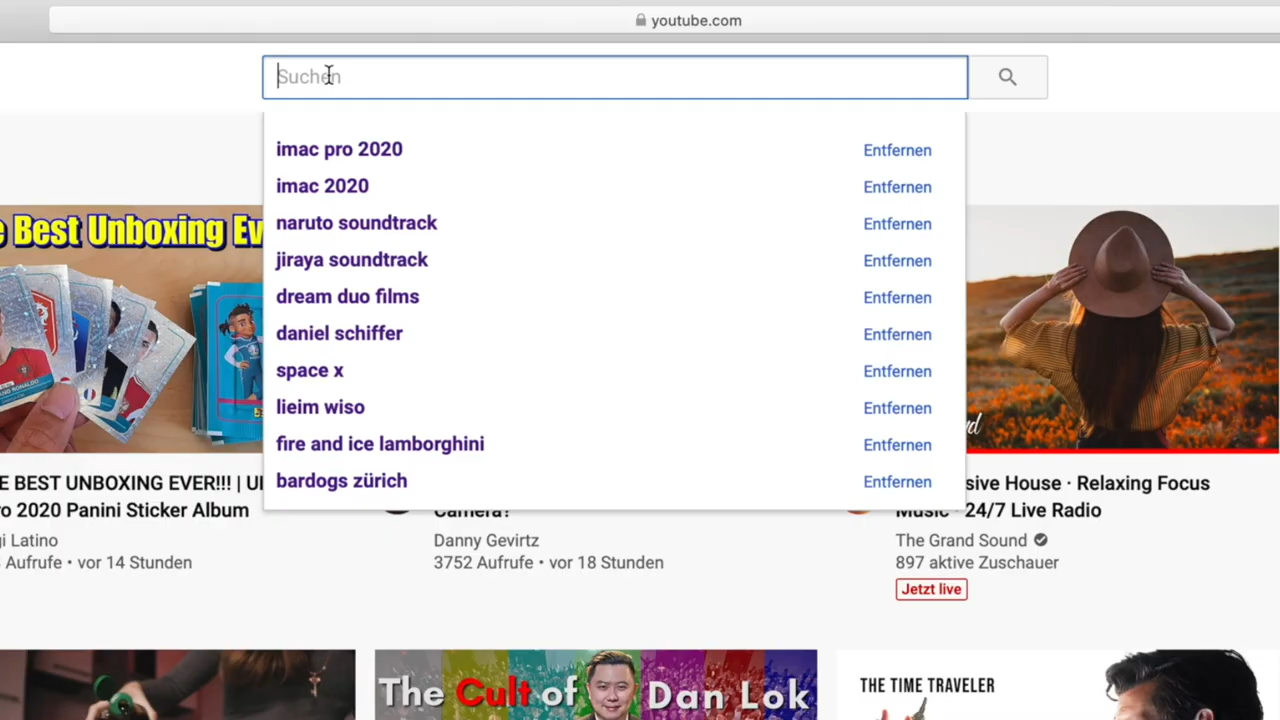 youtube.com
Suchen
imac pro 2020 Entfernen
imac 2020 Entfernen
naruto soundtrack Entfernen
jiraya soundtrack Entfernen
dream duo films Entfernen
daniel schiffer Entfernen
space x Entfernen
lieim wiso Entfernen
fire and ice lamborghini Entfernen
bardogs zürich Entfernen
Best Unboxing
BEST UNBOXING EVER!!! |
2020 Panini Sticker Album
Latino
Aufrufe • vor 14 Stunden
Camera?
Danny Gevirtz
3752 Aufrufe • vor 18 Stunden
House · Relaxing Focus
Music · 24/7 Live Radio
The Grand Sound
897 aktive Zuschauer
Jetzt live
The Cult of Dan Lok
THE TIME TRAVELER